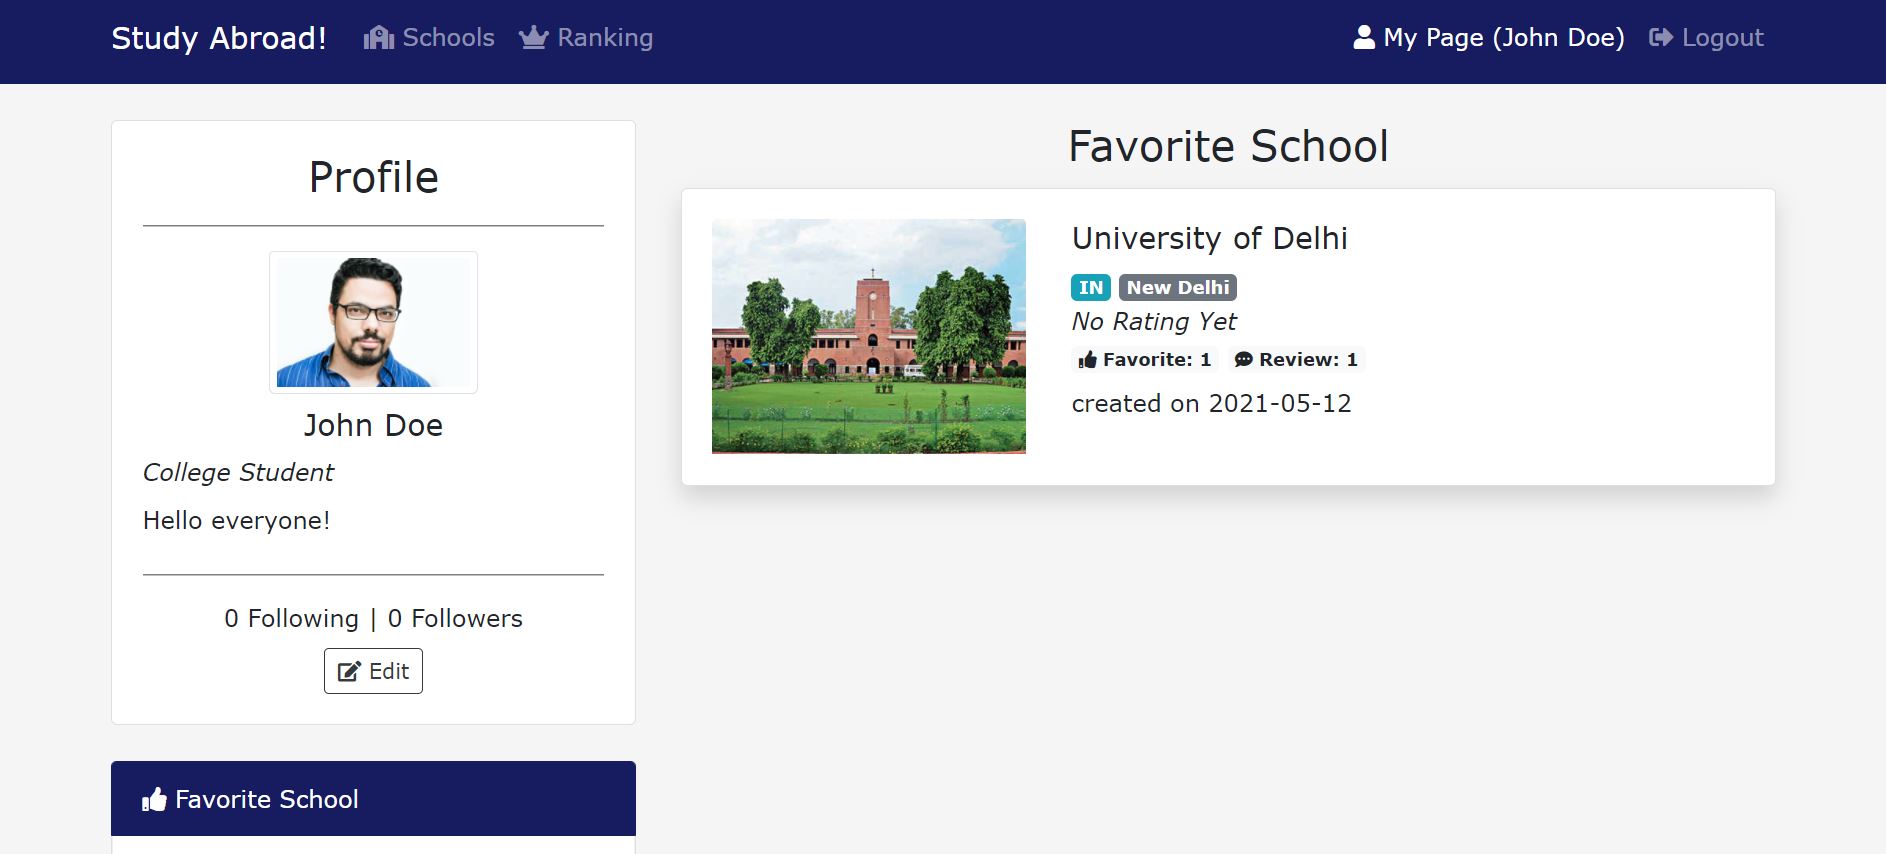 Study Abroad! Schools Ranking My Page (John Doe) Logout
Profile
John Doe
College Student
Hello everyone!
0 Following | 0 Followers
Edit
Favorite School
Favorite School
University of Delhi
IN New Delhi
No Rating Yet
Favorite: 1 Review: 1
created on 2021-05-12